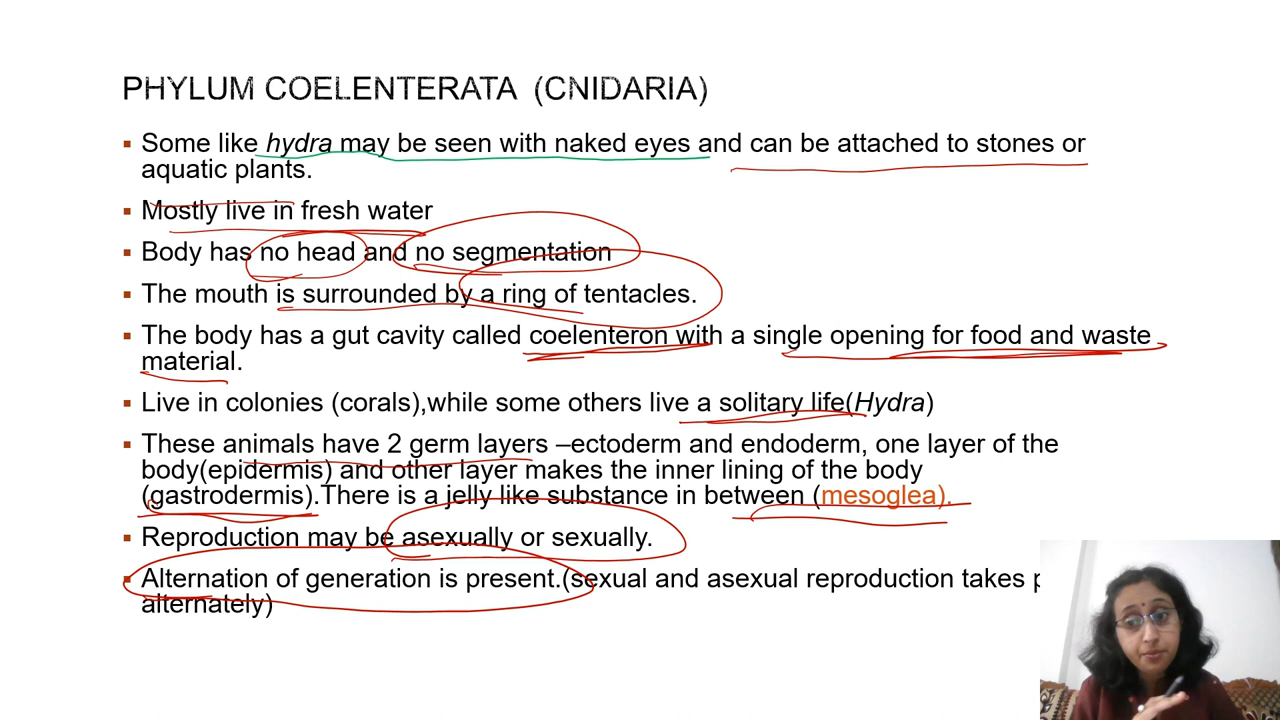 PHYLUM COELENTERATA (CNIDARIA)
▪ Some like hydra may be seen with naked eyes and can be attached to stones or
aquatic plants.
▪ Mostly live in fresh water
▪ Body has no head and no segmentation
▪ The mouth is surrounded by a ring of tentacles.
▪ The body has a gut cavity called coelenteron with a single opening for food and waste
material.
▪ Live in colonies (corals),while some others live a solitary life(Hydra)
▪ These animals have 2 germ layers –ectoderm and endoderm, one layer of the
body(epidermis) and other layer makes the inner lining of the body
(gastrodermis).There is a jelly like substance in between (mesoglea).
▪ Reproduction may be asexually or sexually.
▪ Alternation of generation is present.(sexual and asexual reproduction takes
alternately)